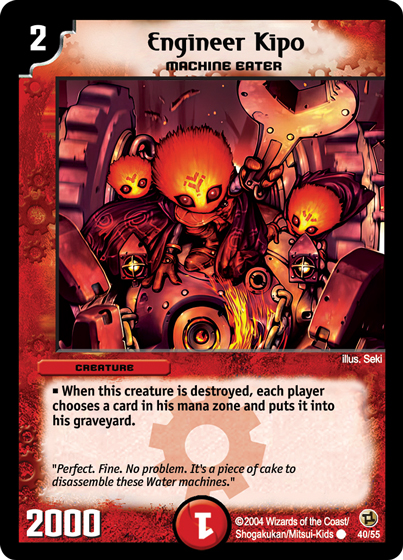 2
Engineer Kipo
MACHINE EATER
illus. Seki
CREATURE
▪ When this creature is destroyed, each player
chooses a card in his mana zone and puts it into
his graveyard.
"Perfect. Fine. No problem. It's a piece of cake to
disassemble these Water machines."
2000
1
©2004 Wizards of the Coast/
Shogakukan/Mitsui-Kids
40/55